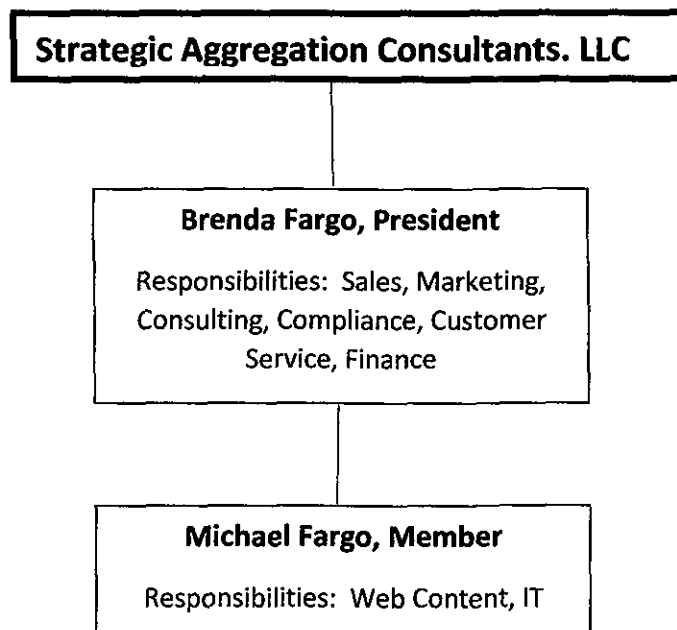 Strategic Aggregation Consultants. LLC
Brenda Fargo, President
Responsibilities: Sales, Marketing,
Consulting, Compliance, Customer
Service, Finance
Michael Fargo, Member
Responsibilities: Web Content, IT